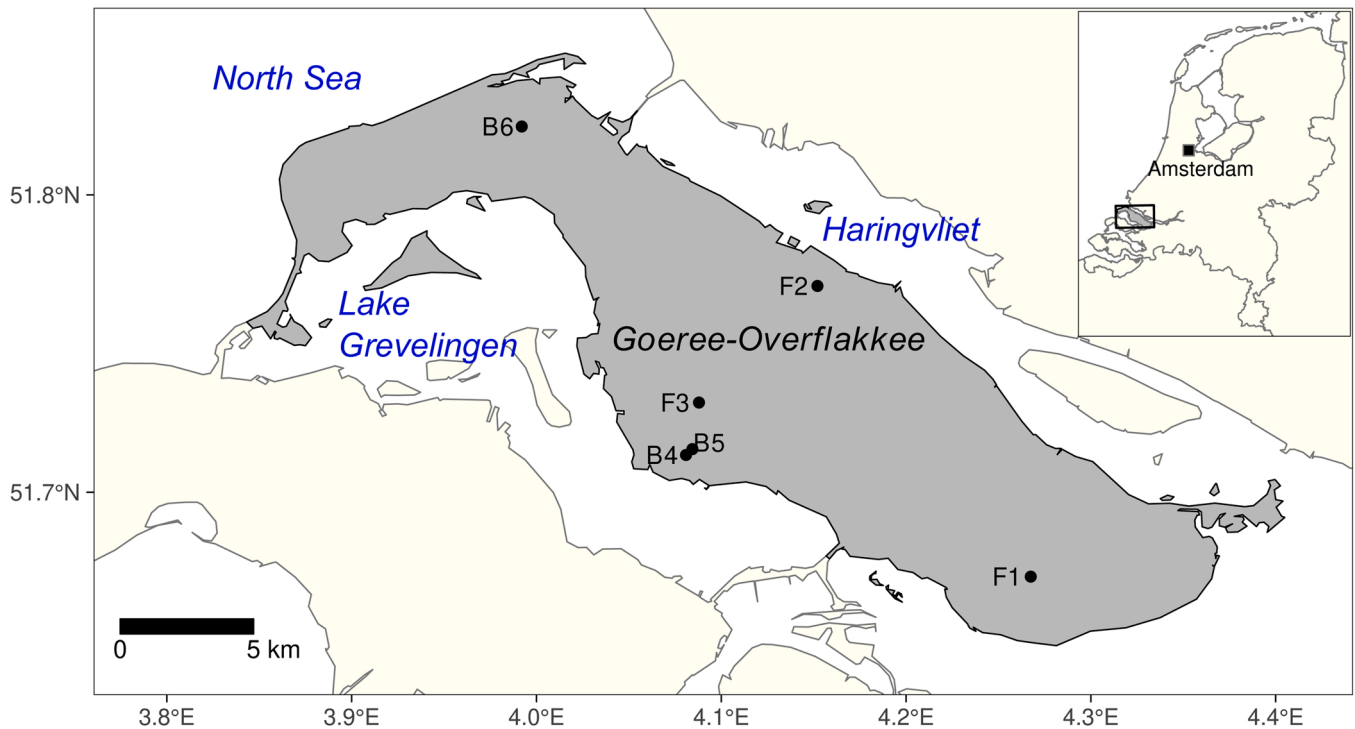 North Sea
B6
Amsterdam
51.8°N
Haringvliet
F2
Lake
Grevelingen
Goeree-Overflakkee
F3
B5
B4
51.7°N
F1
0
5 km
3.8°E
3.9°E
4.0°E
4.1°E
4.2°E
4.3°E
4.4°E